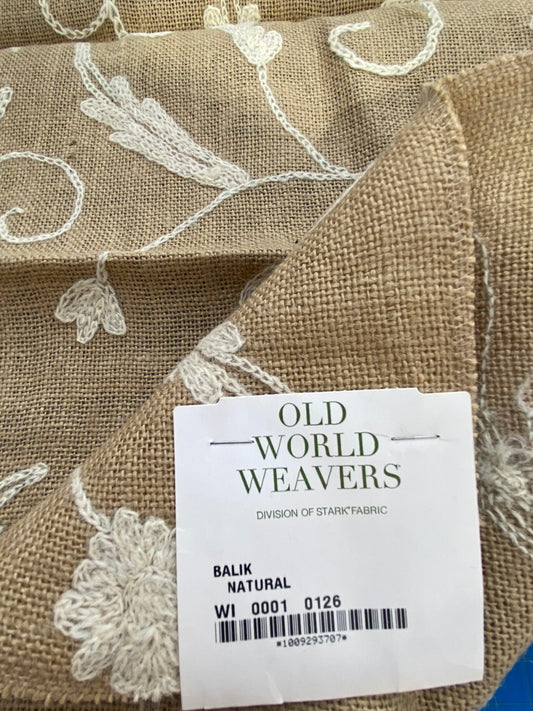 OLD
WORLD
WEAVERS
DIVISION OF STARK® FABRIC
BALIK
NATURAL
WI 0001 0126
*1009293707*